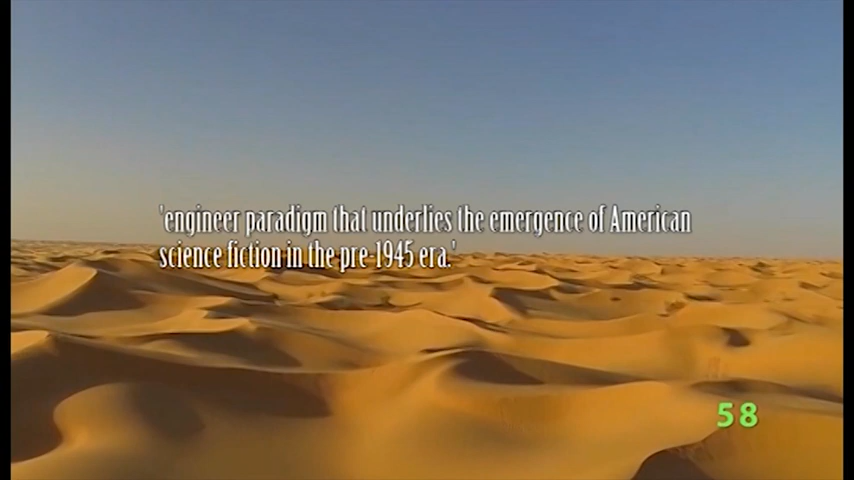 'engineer paradigm that underlies the emergence of American
science fiction in the pre-1945 era.'
58